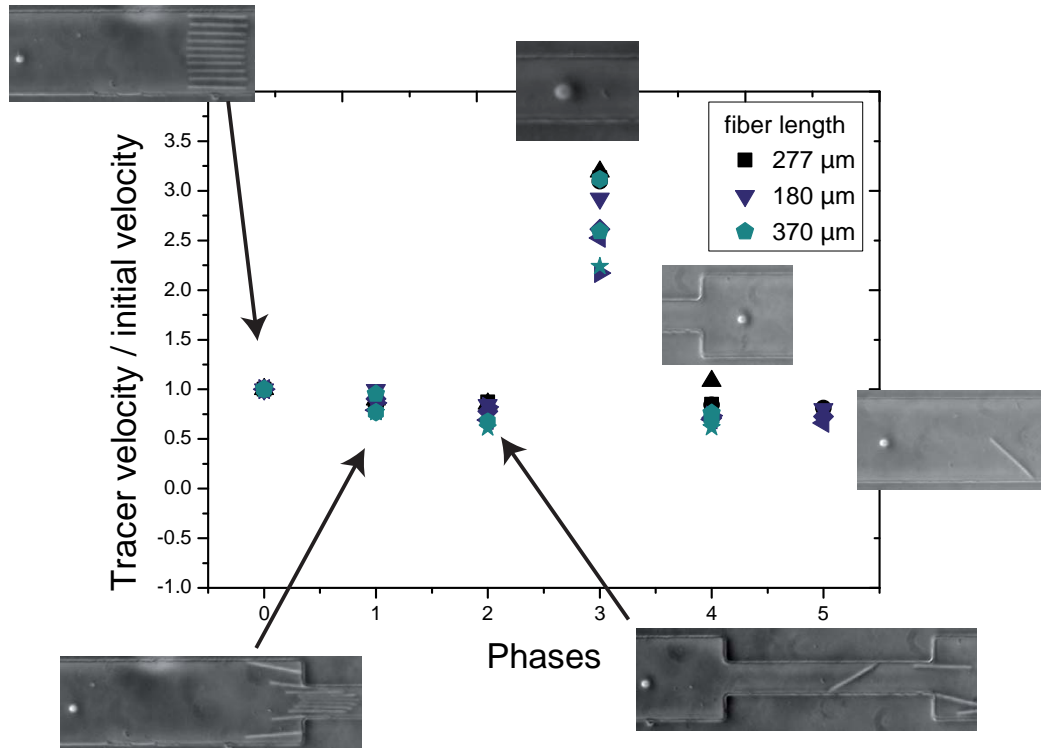 Tracer velocity / initial velocity
3.5
3.0
2.5
2.0
1.5
1.0
0.5
0.0
-0.5
-1.0
0 1 2 3 4 5
Phases
fiber length
277 µm
180 µm
370 µm